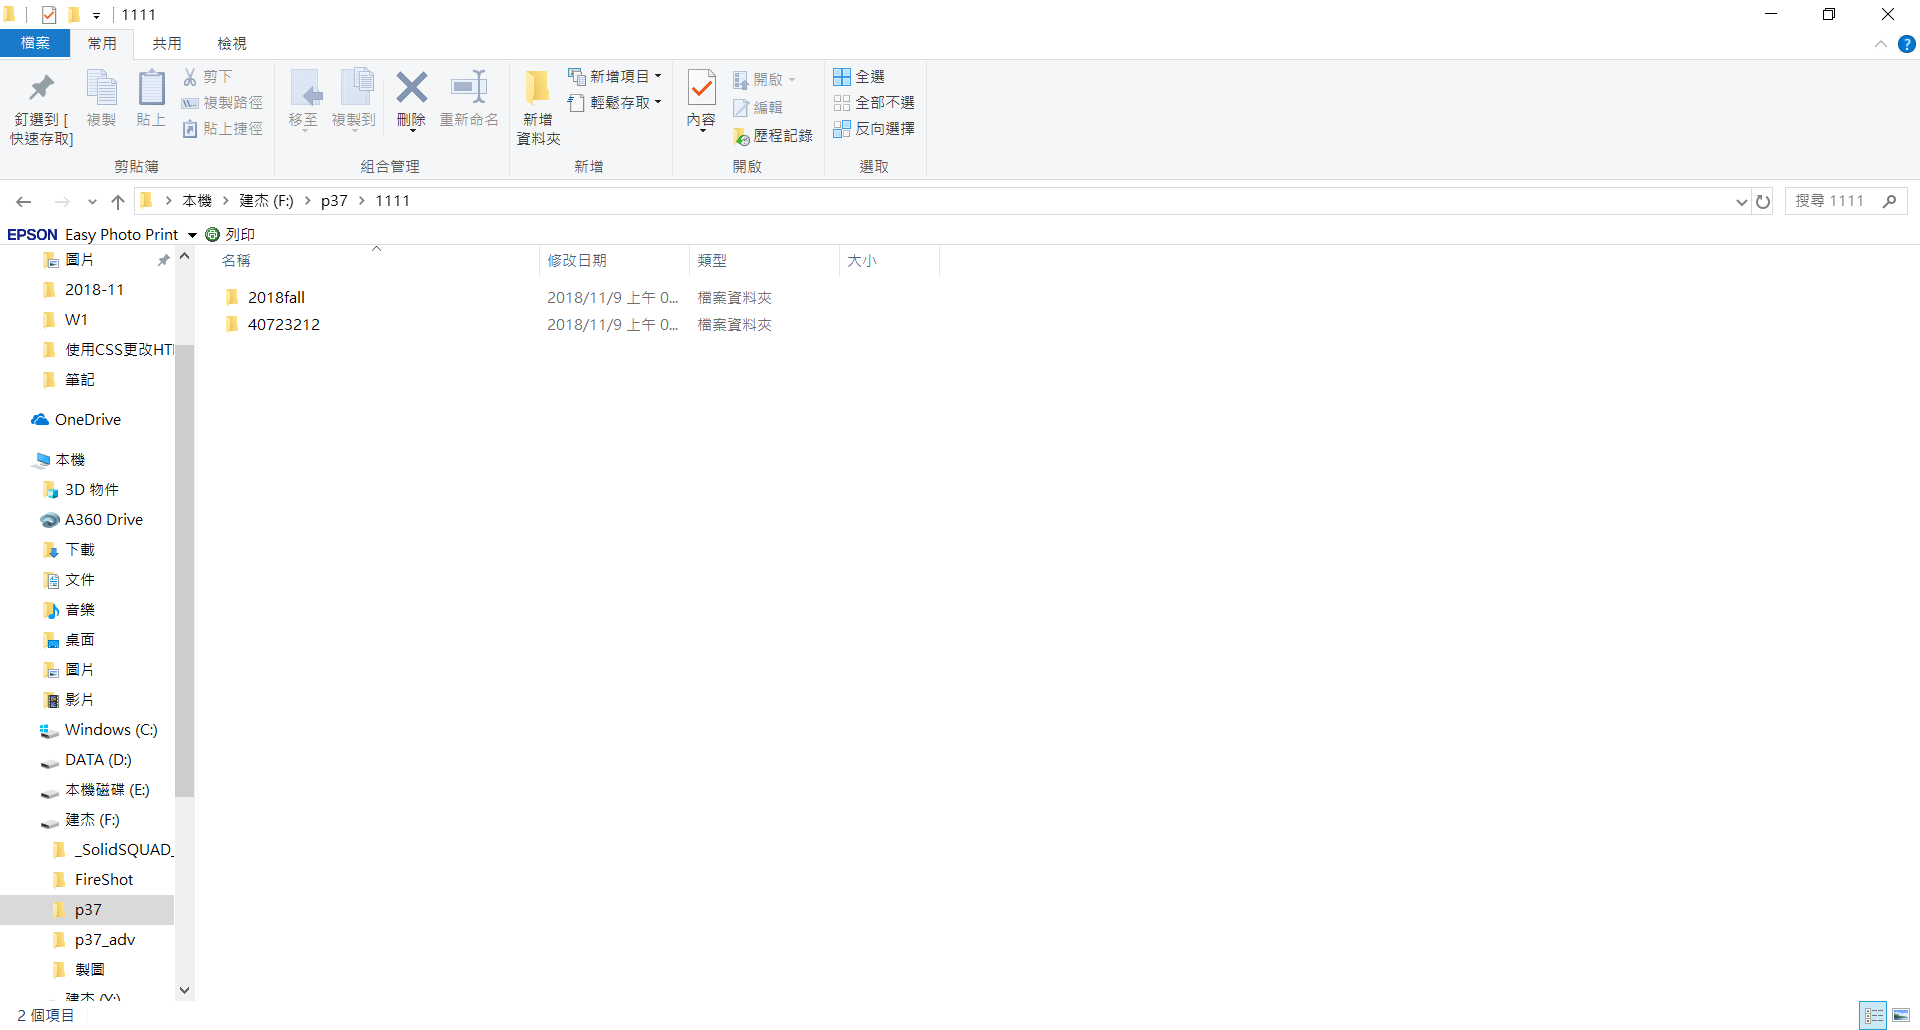 1111
檔案 常用 共用 檢視
釘選到 [
快速存取]
複製
貼上
剪下
複製路徑
貼上捷徑
剪貼簿
移至
複製到
刪除
重新命名
組合管理
新增
資料夾
新增項目
輕鬆存取
新增
內容
開啟
編輯
歷程記錄
開啟
全選
全部不選
反向選擇
選取
本機 建杰 (F:) p37 1111
搜尋 1111
EPSON Easy Photo Print 列印
名稱 修改日期 類型 大小
2018fall 2018/11/9 上午 0... 檔案資料夾
40723212 2018/11/9 上午 0... 檔案資料夾
圖片
2018-11
W1
使用CSS更改HT
筆記
OneDrive
本機
3D 物件
A360 Drive
下載
文件
音樂
桌面
圖片
影片
Windows (C:)
DATA (D:)
本機磁碟 (E:)
建杰 (F:)
_SolidSQUAD_
FireShot
p37
p37_adv
製圖
建杰 (Y:)
2 個項目